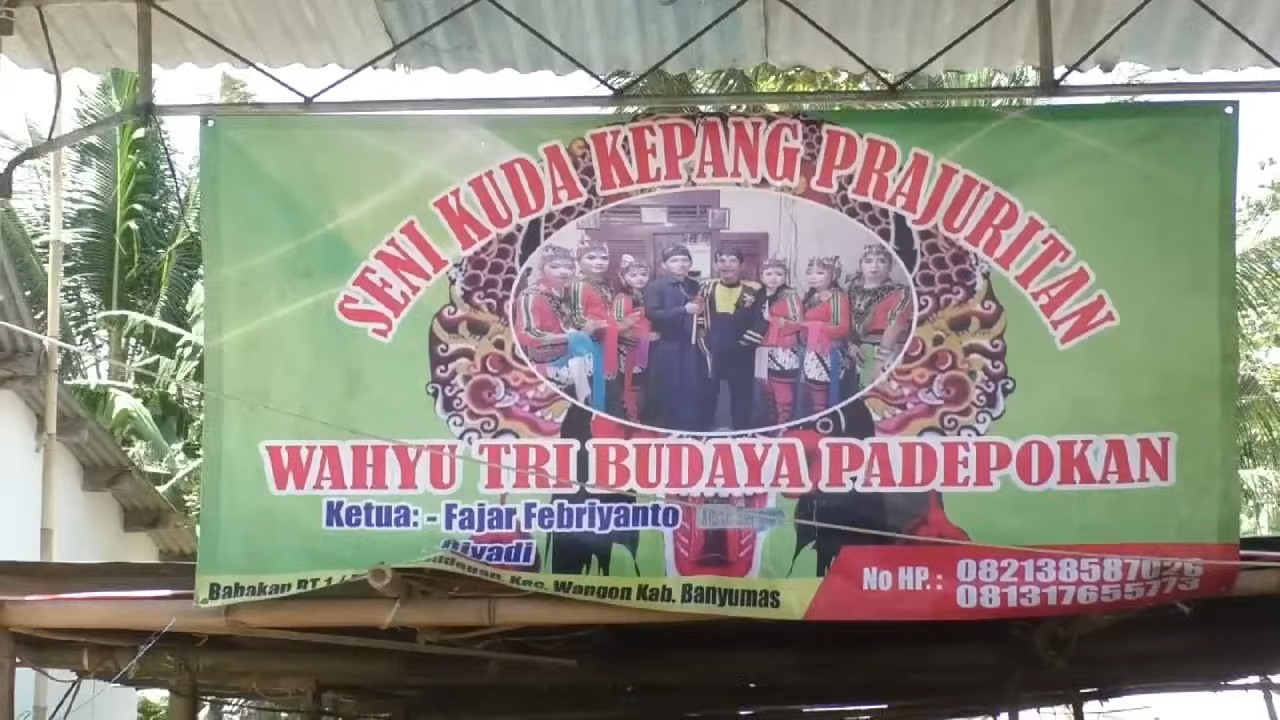 SENI KUDA KEPANG PRAJURITAN
WAHYU TRI BUDAYA PADEPOKAN
Ketua: - Fajar Febriyanto
Babakan RT 1 Kec. Wangon Kab. Banyumas
No HP. : 082138587026
081317655773